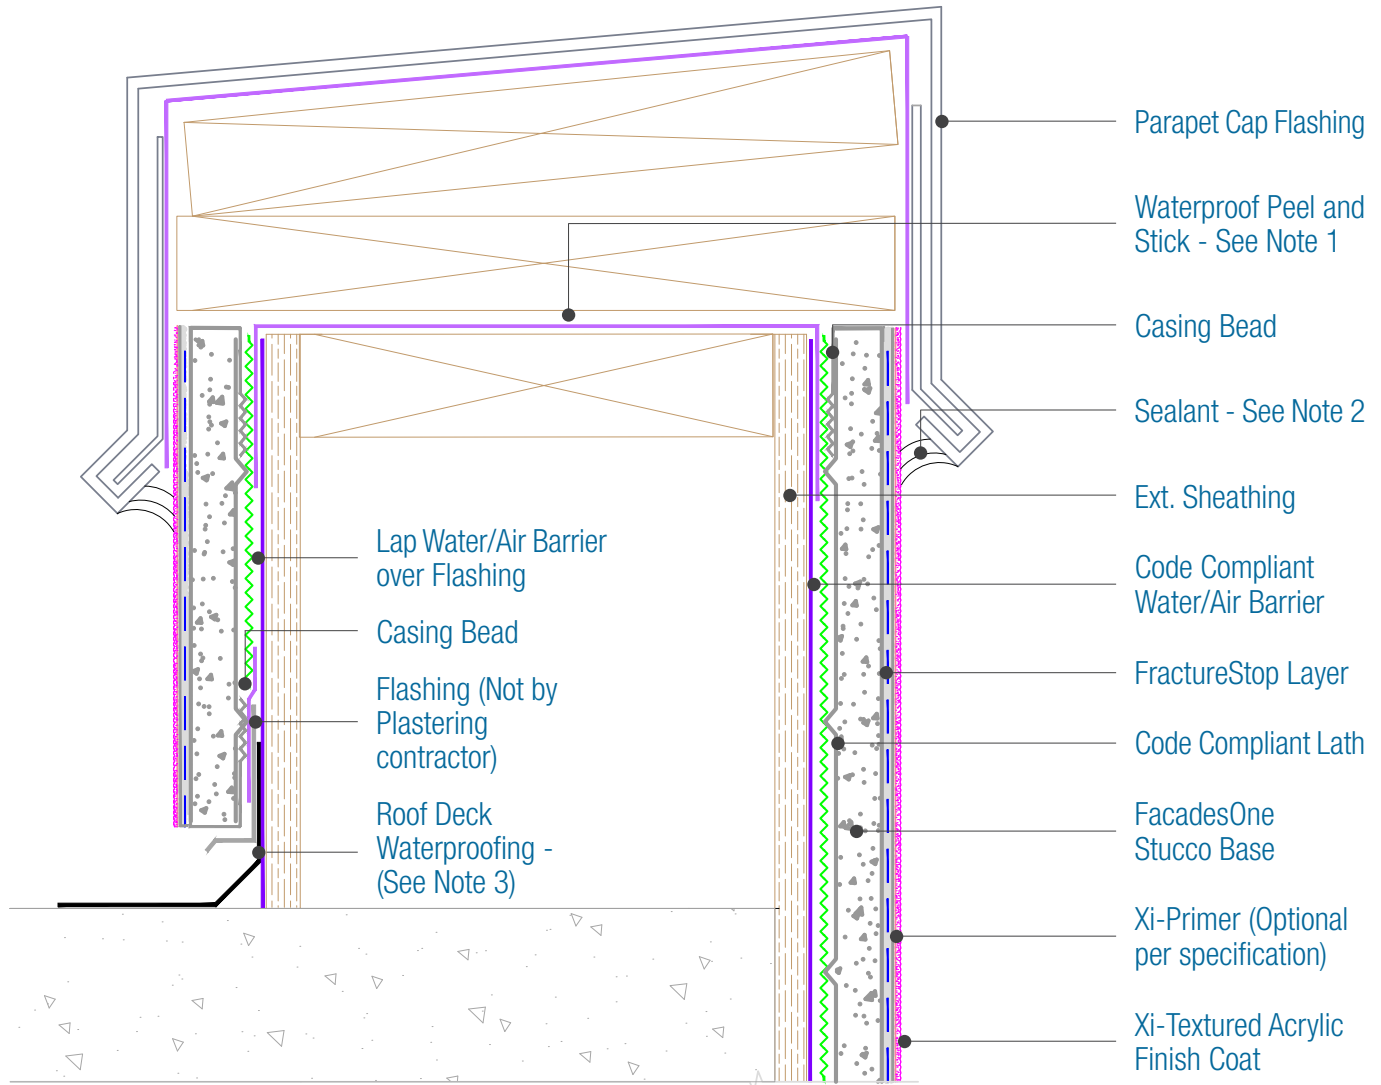 Parapet Cap Flashing
Waterproof Peel and
Stick - See Note 1
Casing Bead
Sealant - See Note 2
Ext. Sheathing
Code Compliant
Water/Air Barrier
FractureStop Layer
Code Compliant Lath
FacadesOne
Stucco Base
Xi-Primer (Optional
per specification)
Xi-Textured Acrylic
Finish Coat
Lap Water/Air Barrier
over Flashing
Casing Bead
Flashing (Not by
Plastering
contractor)
Roof Deck
Waterproofing -
(See Note 3)